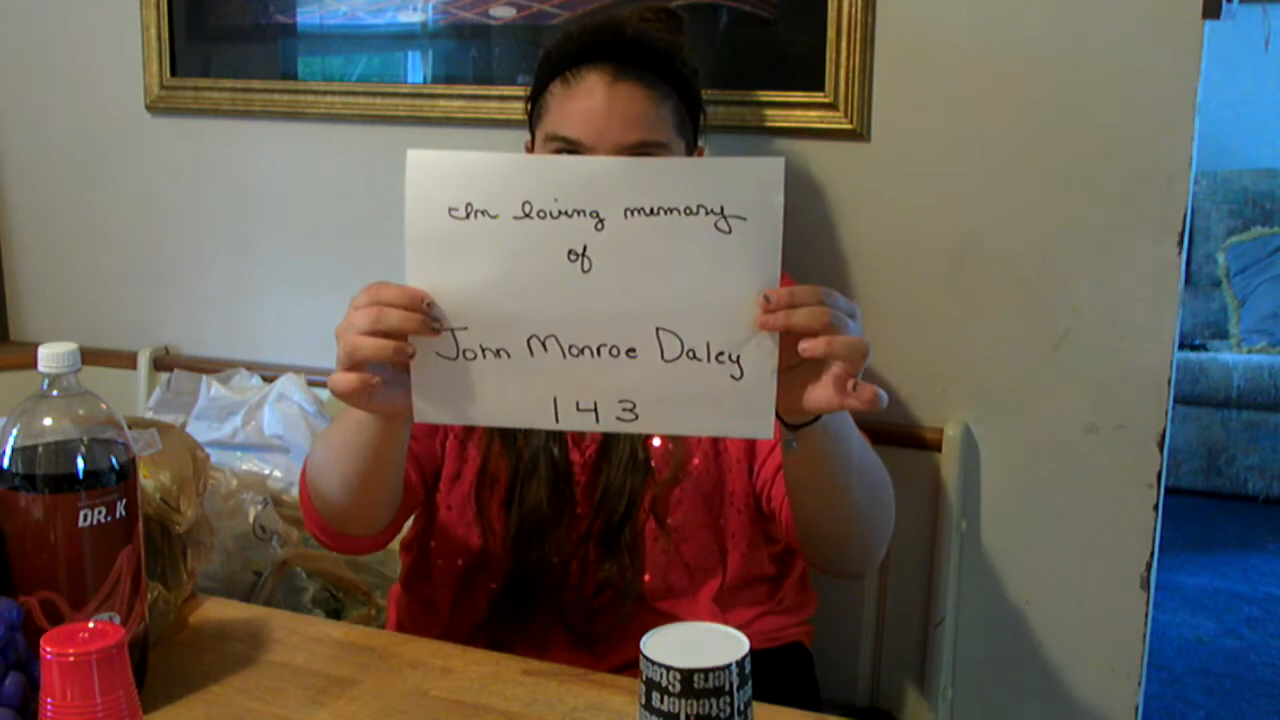 In loving memory
of
John Monroe Daley
143
DR. K
Steelers